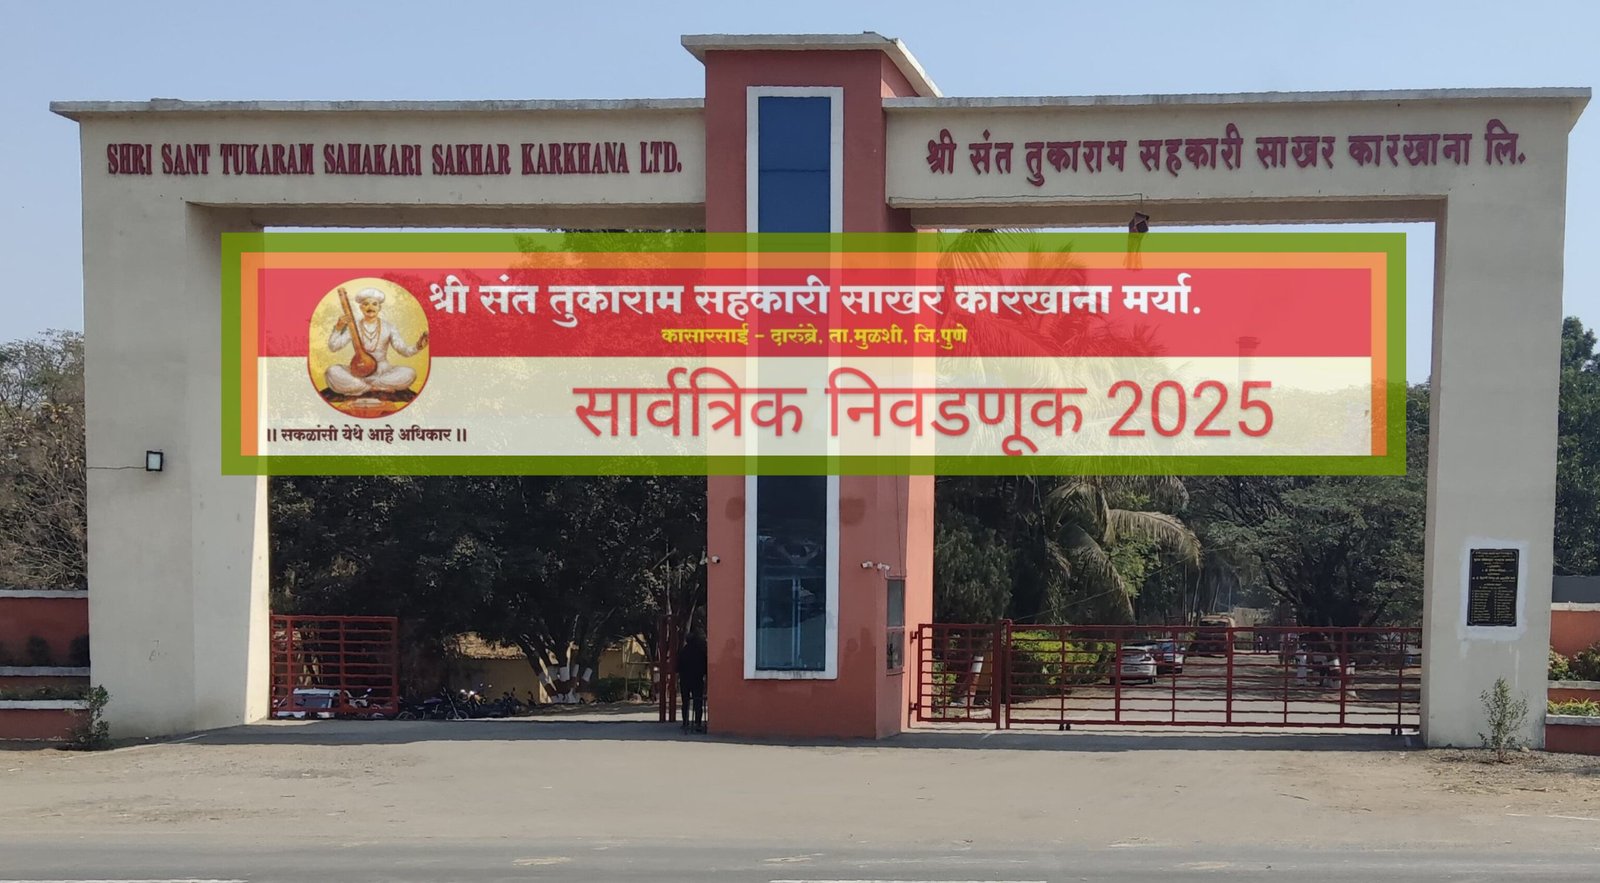 SHRI SANT TUKARAM SAHAKARI SAKHAR KARKHANA LTD.
श्री संत तुकाराम सहकारी साखर कारखाना लि.
श्री संत तुकाराम सहकारी साखर कारखाना मर्या.
कासारसाई - दारुंब्रे, ता.मुळशी, जि.पुणे
सार्वत्रिक निवडणूक 2025
॥ सकळांसी येथे आहे अधिकार ॥